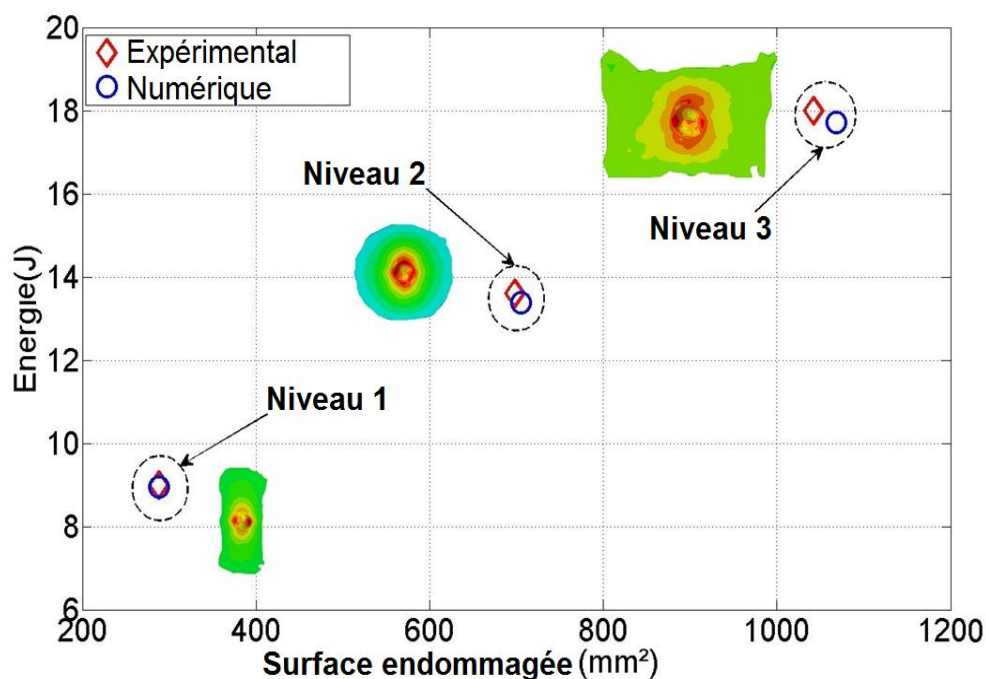 20
Expérimental
Numérique
18
Niveau 2
16
Niveau 3
Energie(J)
14
12
Niveau 1
10
8
6
200 400 600 800 1000 1200
Surface endommagée (mm²)